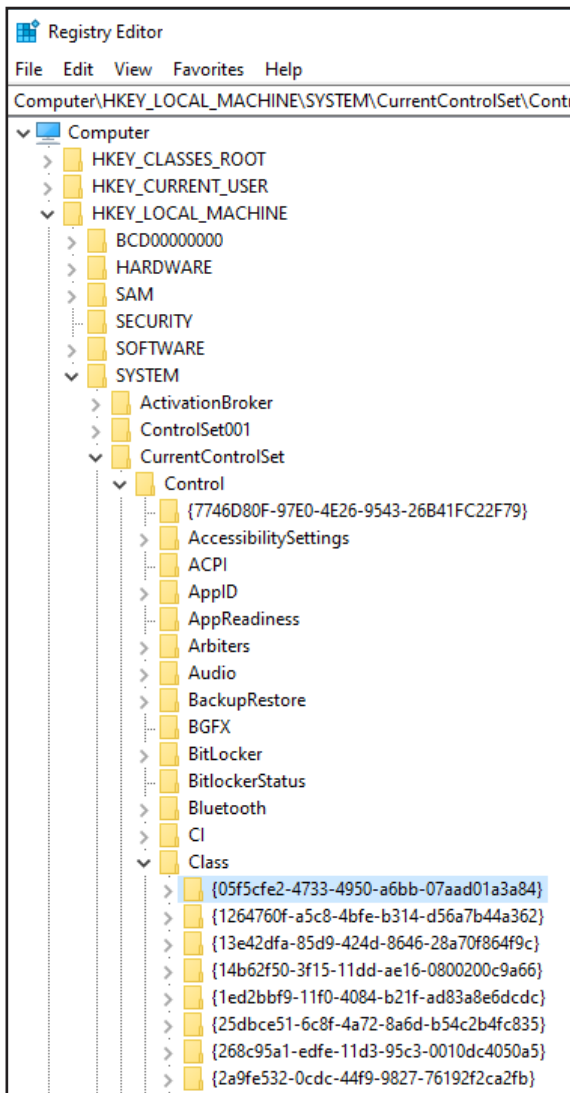 Registry Editor
File Edit View Favorites Help
Computer\HKEY_LOCAL_MACHINE\SYSTEM\CurrentControlSet\Contr
Computer
HKEY_CLASSES_ROOT
HKEY_CURRENT_USER
HKEY_LOCAL_MACHINE
BCD00000000
HARDWARE
SAM
SECURITY
SOFTWARE
SYSTEM
ActivationBroker
ControlSet001
CurrentControlSet
Control
{7746D80F-97E0-4E26-9543-26B41FC22F79}
AccessibilitySettings
ACPI
AppID
AppReadiness
Arbiters
Audio
BackupRestore
BGFX
BitLocker
BitlockerStatus
Bluetooth
CI
Class
{05f5cfe2-4733-4950-a6bb-07aad01a3a84}
{1264760f-a5c8-4bfe-b314-d56a7b44a362}
{13e42dfa-85d9-424d-8646-28a70f864f9c}
{14b62f50-3f15-11dd-ae16-0800200c9a66}
{1ed2bbf9-11f0-4084-b21f-ad83a8e6dcdc}
{25dbce51-6c8f-4a72-8a6d-b54c2b4fc835}
{268c95a1-edfe-11d3-95c3-0010dc4050a5}
{2a9fe532-0cdc-44f9-9827-76192f2ca2fb}